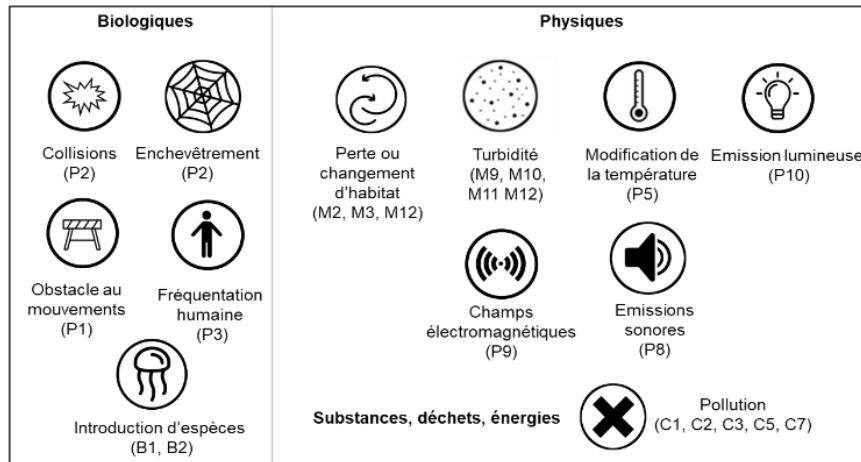 Biologiques
Collisions
(P2)
Enchevêtrement
(P2)
Obstacle au
mouvements
(P1)
Fréquentation
humaine
(P3)
Introduction d'espèces
(B1, B2)
Physiques
Perte ou
changement
d'habitat
(M2, M3, M12)
Turbidité
(M9, M10,
M11 M12)
Modification de
la température
(P5)
Emission lumineuse
(P10)
Champs
électromagnétiques
(P9)
Emissions
sonores
(P8)
Substances, déchets, énergies
Pollution
(C1, C2, C3, C5, C7)